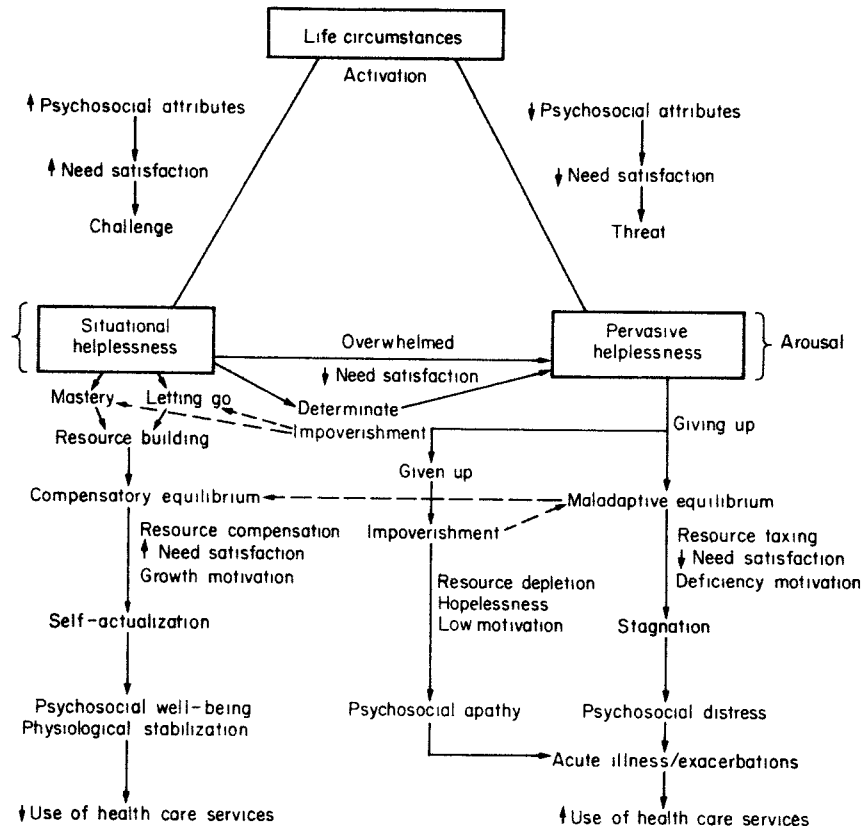 Life circumstances
Activation
↑ Psychosocial attributes
↑ Need satisfaction
Challenge
↓ Psychosocial attributes
↓ Need satisfaction
Threat
Situational
helplessness
Overwhelmed
↓ Need satisfaction
Pervasive
helplessness
Arousal
Mastery
Letting go
Determinate
Impoverishment
Resource building
Giving up
Given up
Compensatory equilibrium
Maladaptive equilibrium
Impoverishment
Resource compensation
↑ Need satisfaction
Growth motivation
Resource taxing
↓ Need satisfaction
Deficiency motivation
Resource depletion
Hopelessness
Low motivation
Self-actualization
Stagnation
Psychosocial well-being
Physiological stabilization
Psychosocial apathy
Psychosocial distress
Acute illness/exacerbations
↓ Use of health care services
↑ Use of health care services